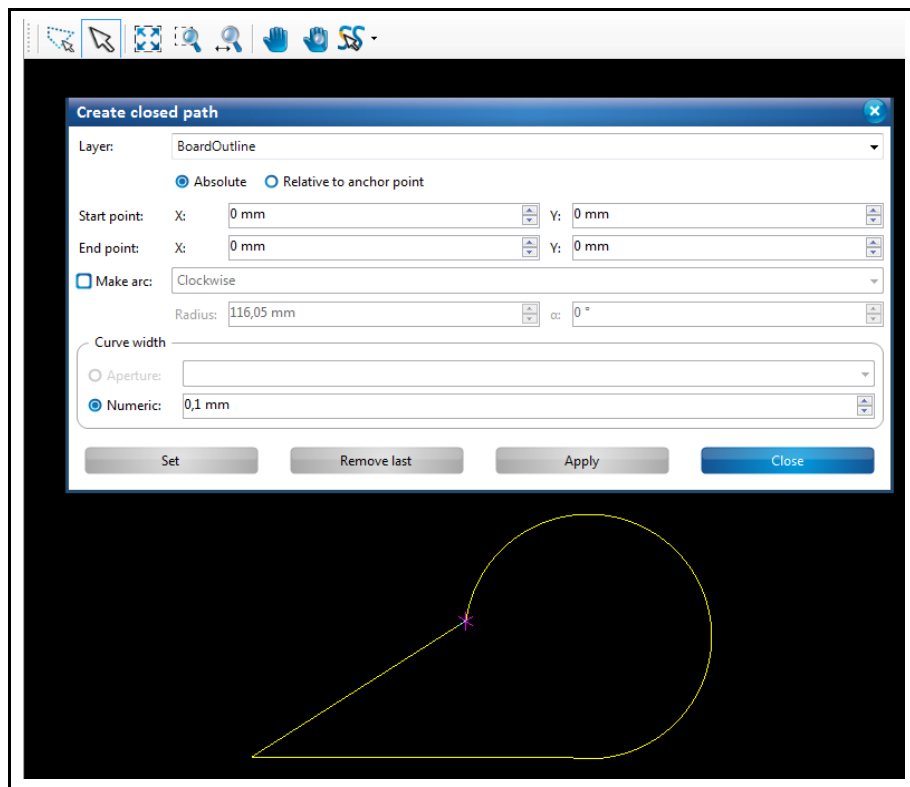 Create closed path
Layer: BoardOutline
Absolute Relative to anchor point
Start point: X: 0 mm Y: 0 mm
End point: X: 0 mm Y: 0 mm
Make arc: Clockwise
Radius: 116,05 mm α: 0 °
Curve width
Aperture:
Numeric: 0,1 mm
Set Remove last Apply Close